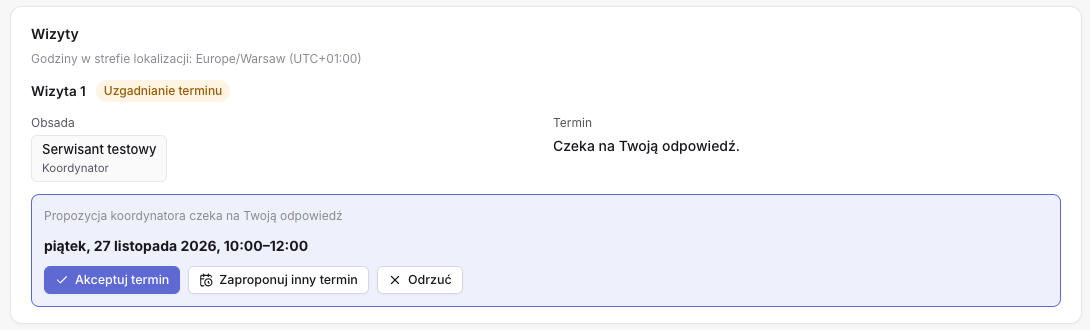 Wizyty
Godziny w strefie lokalizacji: Europe/Warsaw (UTC+01:00)
Wizyta 1 Uzgadnianie terminu
Obsada
Serwisant testowy
Koordynator
Termin
Czeka na Twoją odpowiedź.
Propozycja koordynatora czeka na Twoją odpowiedź
piątek, 27 listopada 2026, 10:00–12:00
Akceptuj termin Zaproponuj inny termin Odrzuć